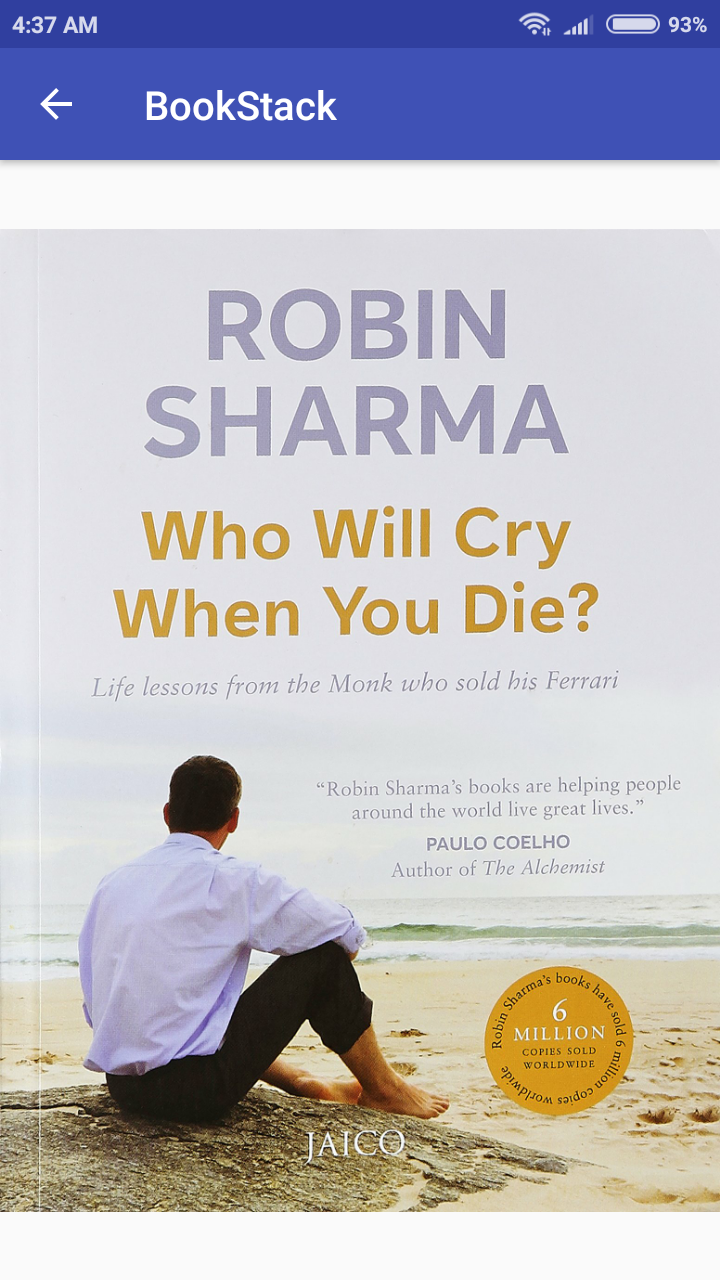 4:37 AM 93%
BookStack
ROBIN
SHARMA
Who Will Cry
When You Die?
Life lessons from the Monk who sold his Ferrari
“Robin Sharma’s books are helping people
around the world live great lives.”
PAULO COELHO
Author of The Alchemist
Robin Sharma’s books have sold 6 million copies worldwide
6
MILLION
COPIES SOLD
WORLDWIDE
JAICO